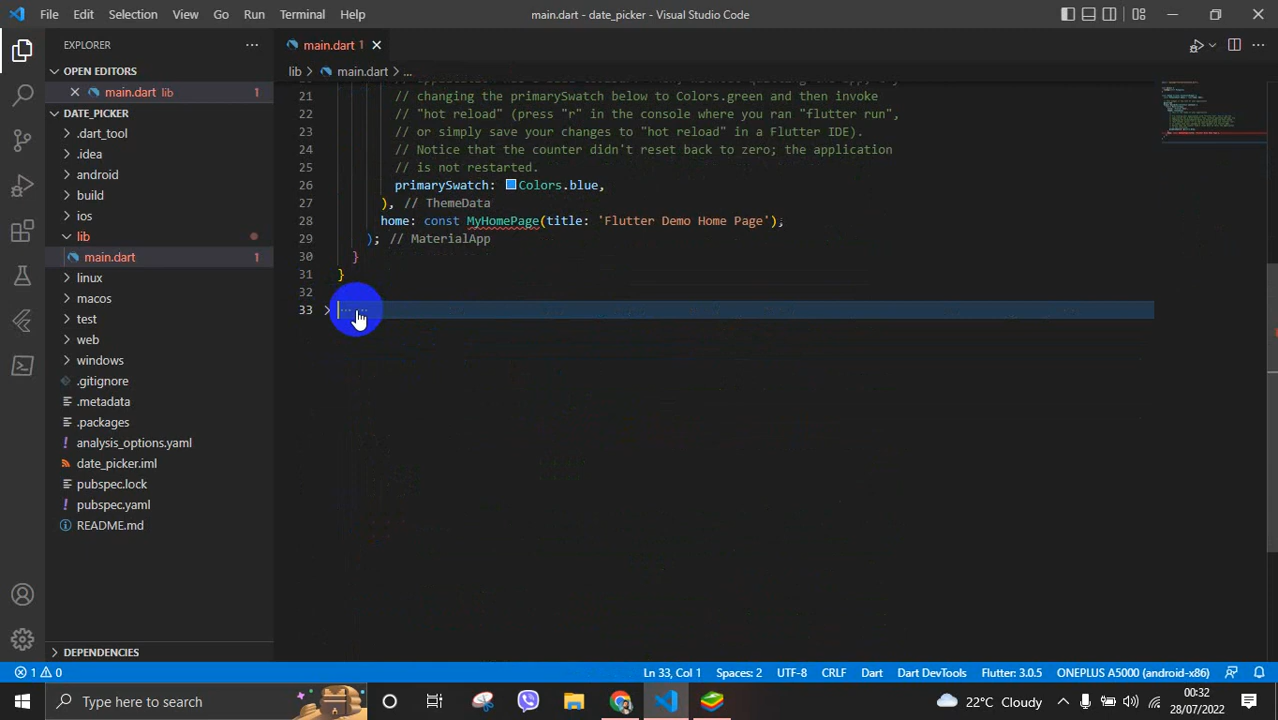 File Edit Selection View Go Run Terminal Help
main.dart - date_picker - Visual Studio Code
EXPLORER
main.dart 1
OPEN EDITORS
main.dart lib 1
DATE_PICKER
.dart_tool
.idea
android
build
ios
lib
main.dart 1
linux
macos
test
web
windows
.gitignore
.metadata
.packages
analysis_options.yaml
date_picker.iml
pubspec.lock
pubspec.yaml
README.md
DEPENDENCIES
lib > main.dart > ...
21 // changing the primarySwatch below to Colors.green and then invoke
22 // "hot reload" (press "r" in the console where you ran "flutter run",
23 // or simply save your changes to "hot reload" in a Flutter IDE).
24 // Notice that the counter didn't reset back to zero; the application
25 // is not restarted.
26 primarySwatch: Colors.blue,
27 ), // ThemeData
28 home: const MyHomePage(title: 'Flutter Demo Home Page'),
29 ); // MaterialApp
30 }
31 }
32
33
1 0
Ln 33, Col 1 Spaces: 2 UTF-8 CRLF Dart Dart DevTools Flutter: 3.0.5 ONEPLUS A5000 (android-x86)
Type here to search
22°C Cloudy
00:32
28/07/2022